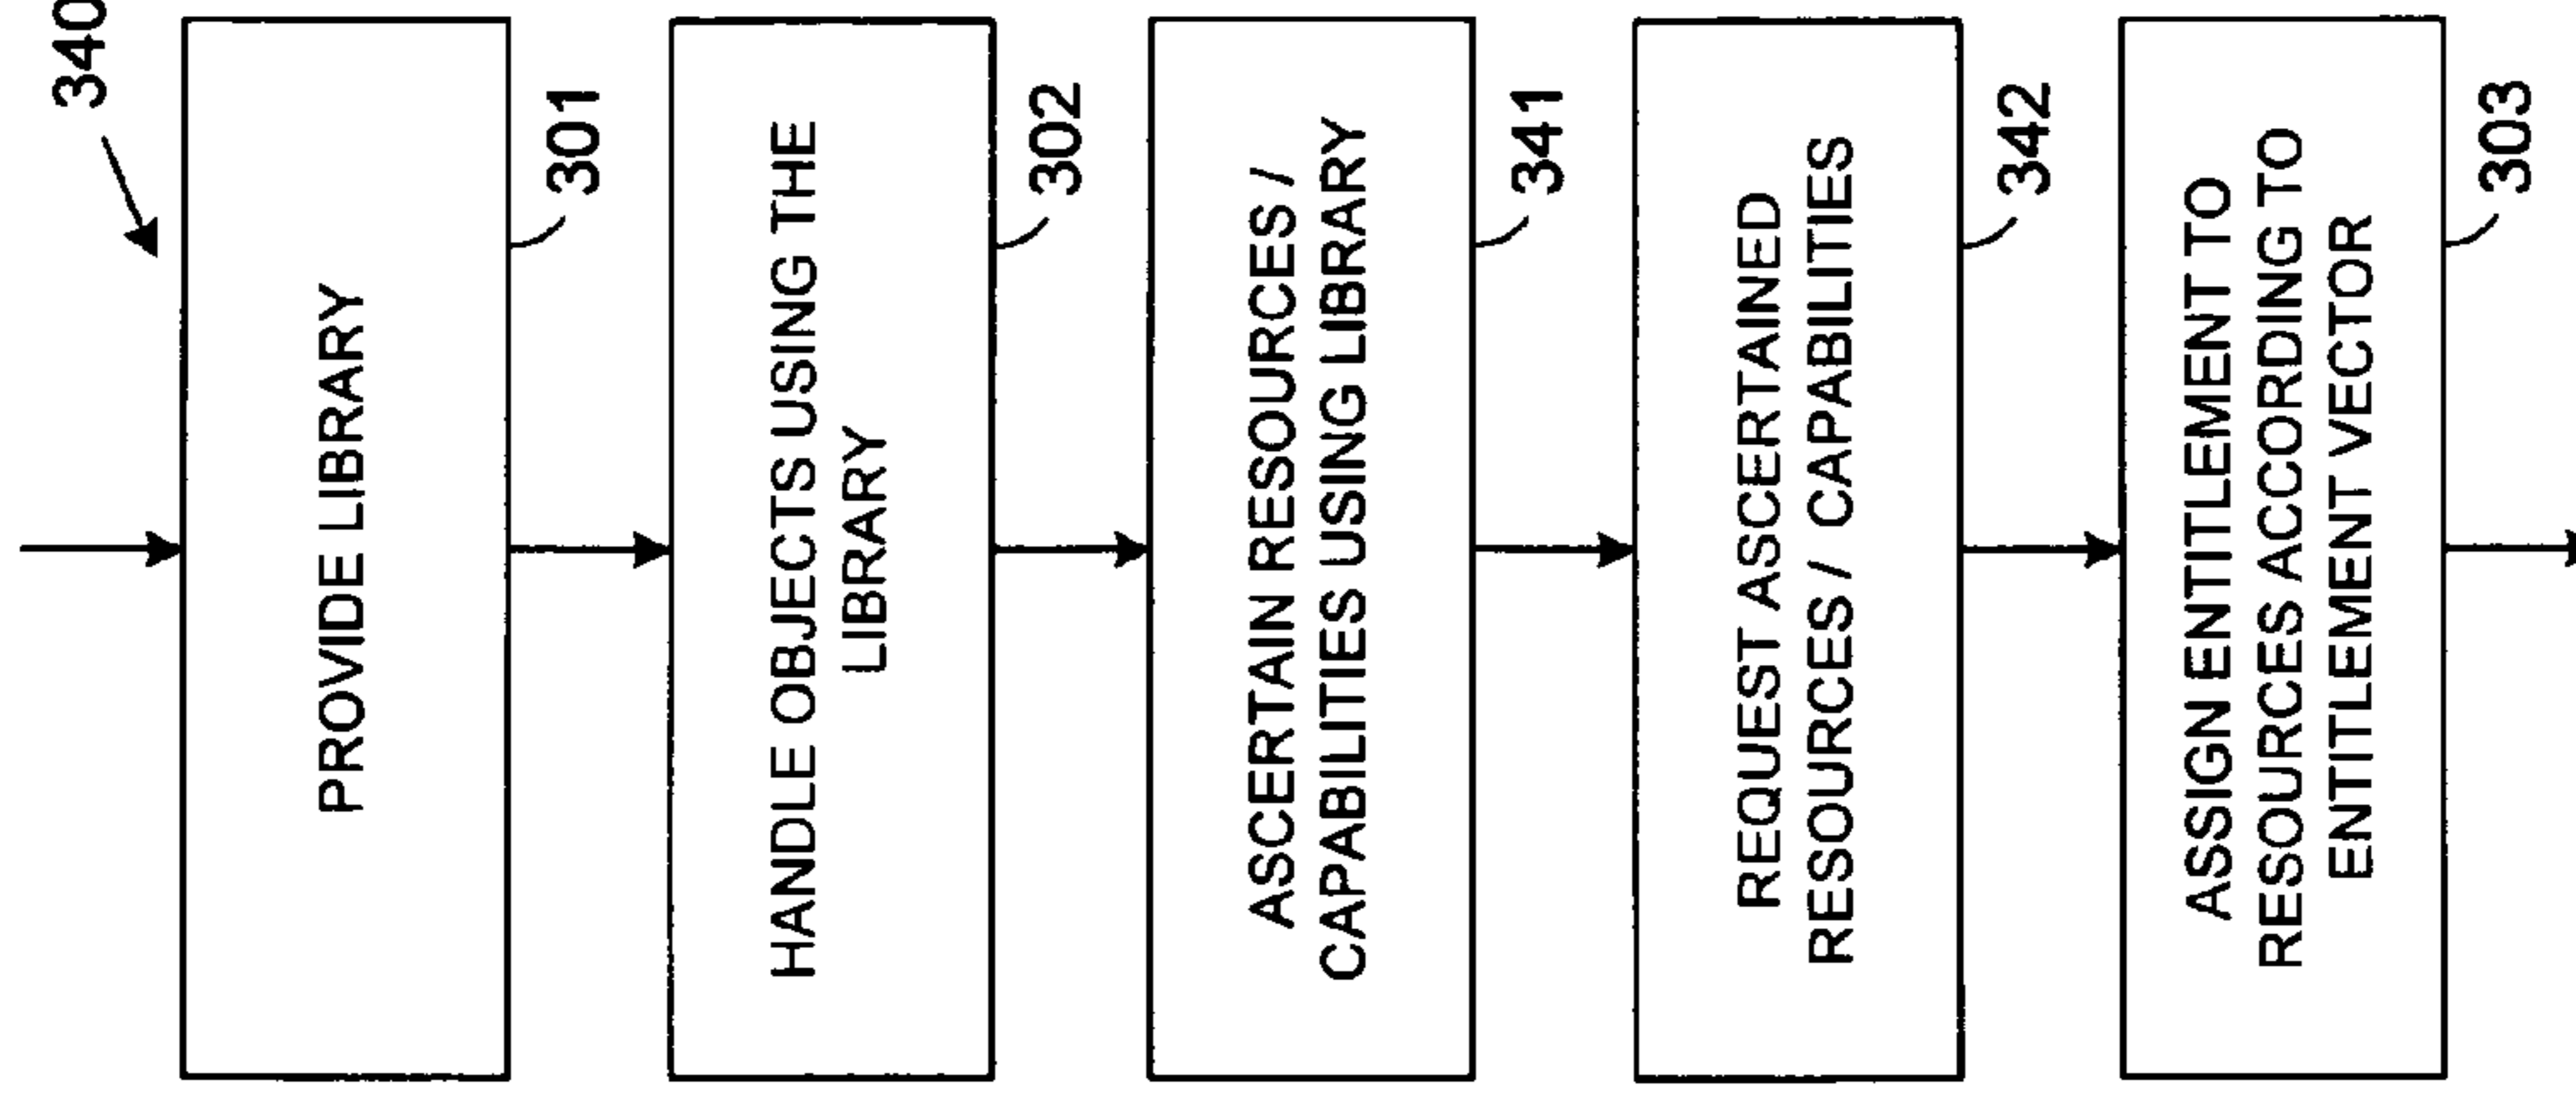 340
PROVIDE LIBRARY
301
HANDLE OBJECTS USING THE
LIBRARY
302
ASCERTAIN RESOURCES /
CAPABILITIES USING LIBRARY
341
REQUEST ASCERTAINED
RESOURCES / CAPABILITIES
342
ASSIGN ENTITLEMENT TO
RESOURCES ACCORDING TO
ENTITLEMENT VECTOR
303